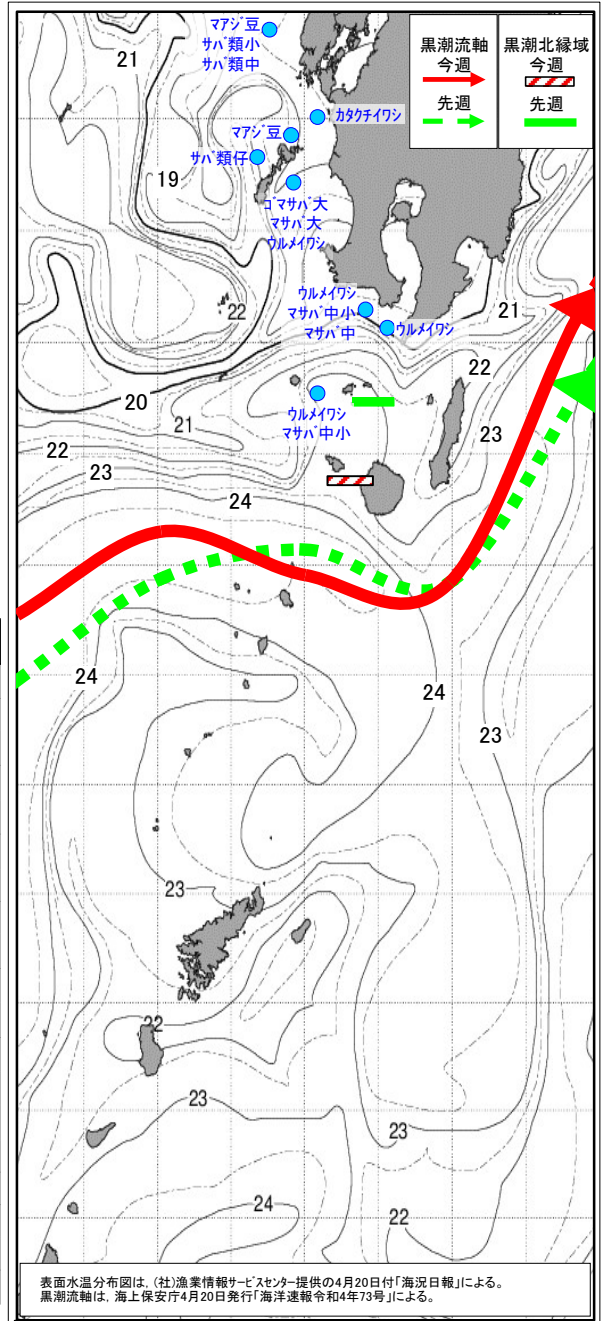 マアジ豆
サバ類小
サバ類中
黒潮流軸
今週
先週
黒潮北縁域
今週
先週
21
カタクチイワシ
マアジ豆
サバ類仔
19
ゴマサバ大
マサバ大
ウルメイワシ
22
ウルメイワシ
マサバ中小
マサバ中
ウルメイワシ
21
22
20
21
ウルメイワシ
マサバ中小
23
22
23
24
24
24
23
23
22
23
23
24
22
表面水温分布図は，(社)漁業情報サービスセンター提供の4月20日付「海況日報」による。
黒潮流軸は，海上保安庁4月20日発行「海洋速報令和4年73号」による。